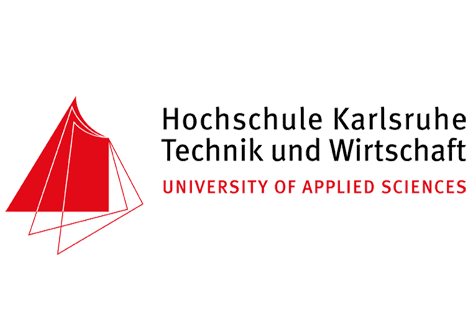 Hochschule Karlsruhe
Technik und Wirtschaft
UNIVERSITY OF APPLIED SCIENCES